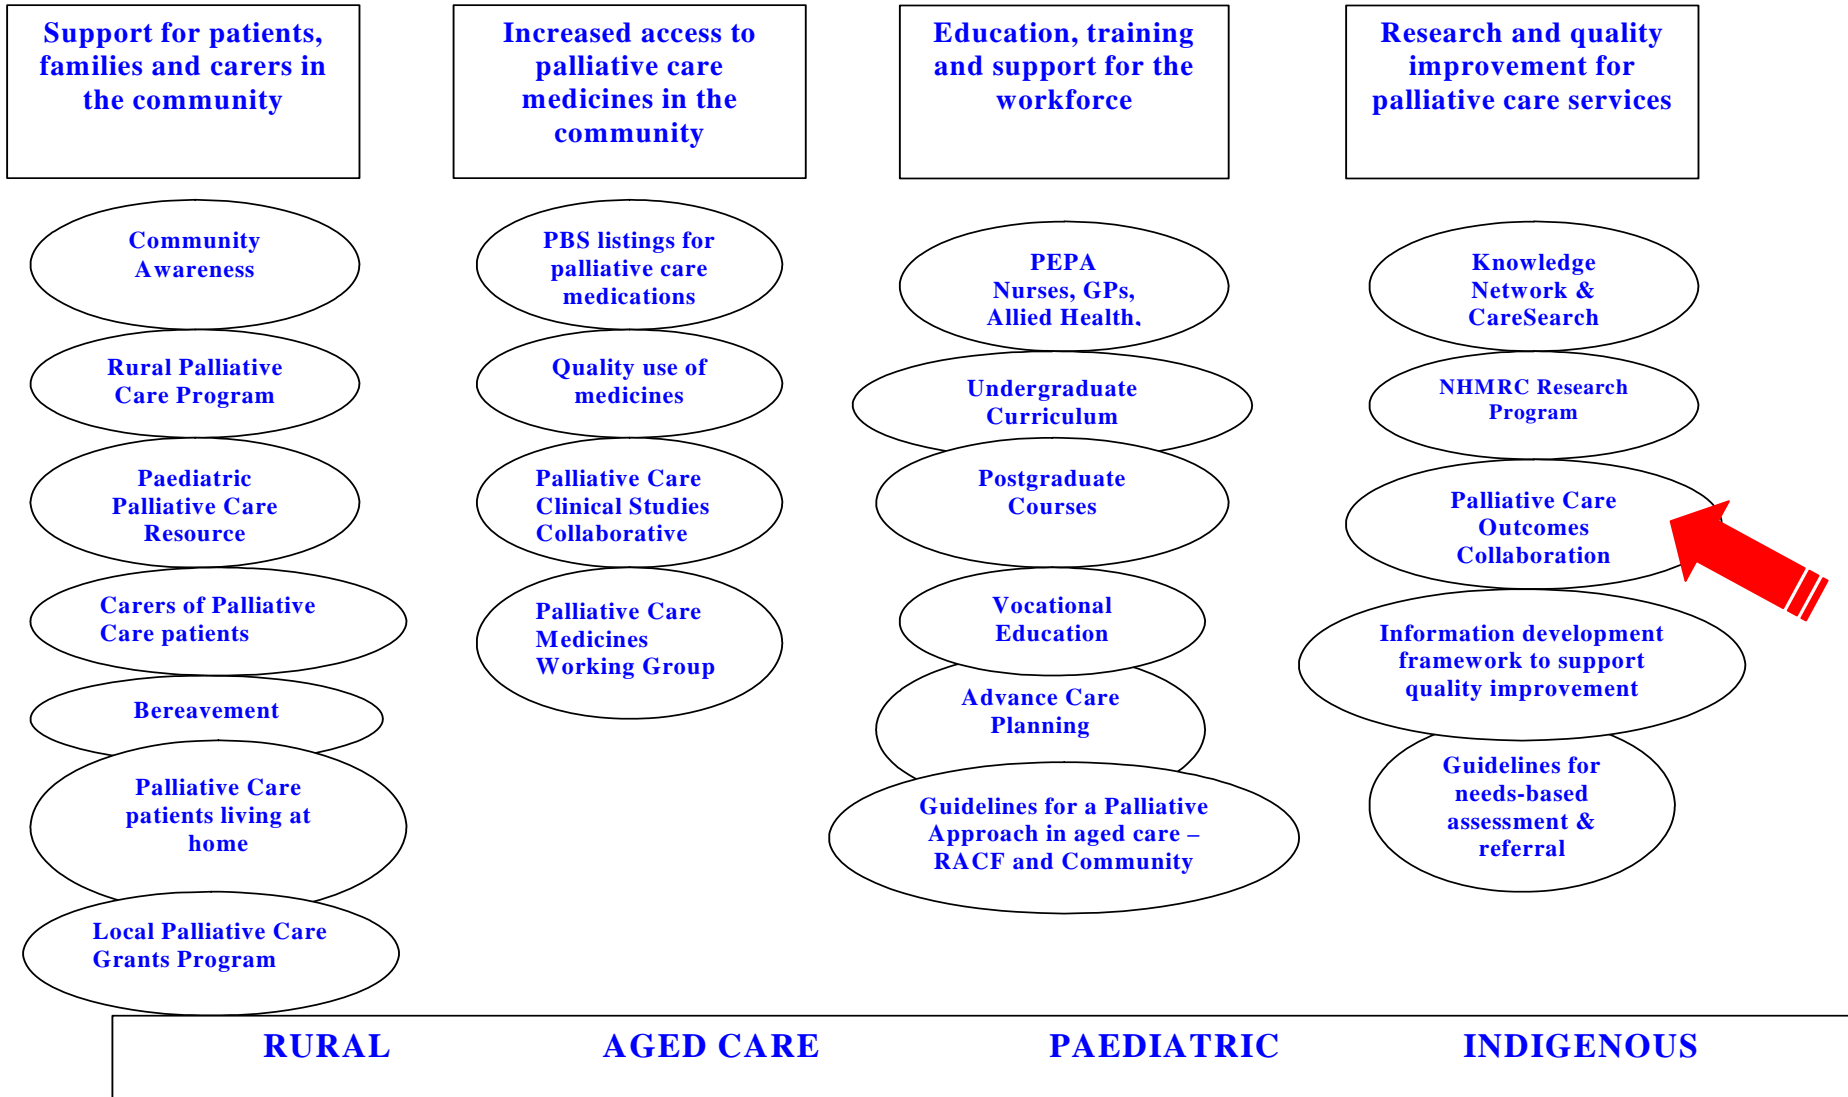 Support for patients,
families and carers in
the community
Community
Awareness
Rural Palliative
Care Program
Paediatric
Palliative Care
Resource
Carers of Palliative
Care patients
Bereavement
Palliative Care
patients living at
home
Local Palliative Care
Grants Program
Increased access to
palliative care
medicines in the
community
PBS listings for
palliative care
medications
Quality use of
medicines
Palliative Care
Clinical Studies
Collaborative
Palliative Care
Medicines
Working Group
Education, training
and support for the
workforce
PEPA
Nurses, GPs,
Allied Health,
Undergraduate
Curriculum
Postgraduate
Courses
Vocational
Education
Advance Care
Planning
Guidelines for a Palliative
Approach in aged care –
RACF and Community
Research and quality
improvement for
palliative care services
Knowledge
Network &
CareSearch
NHMRC Research
Program
Palliative Care
Outcomes
Collaboration
Information development
framework to support
quality improvement
Guidelines for
needs-based
assessment &
referral
RURAL AGED CARE PAEDIATRIC INDIGENOUS